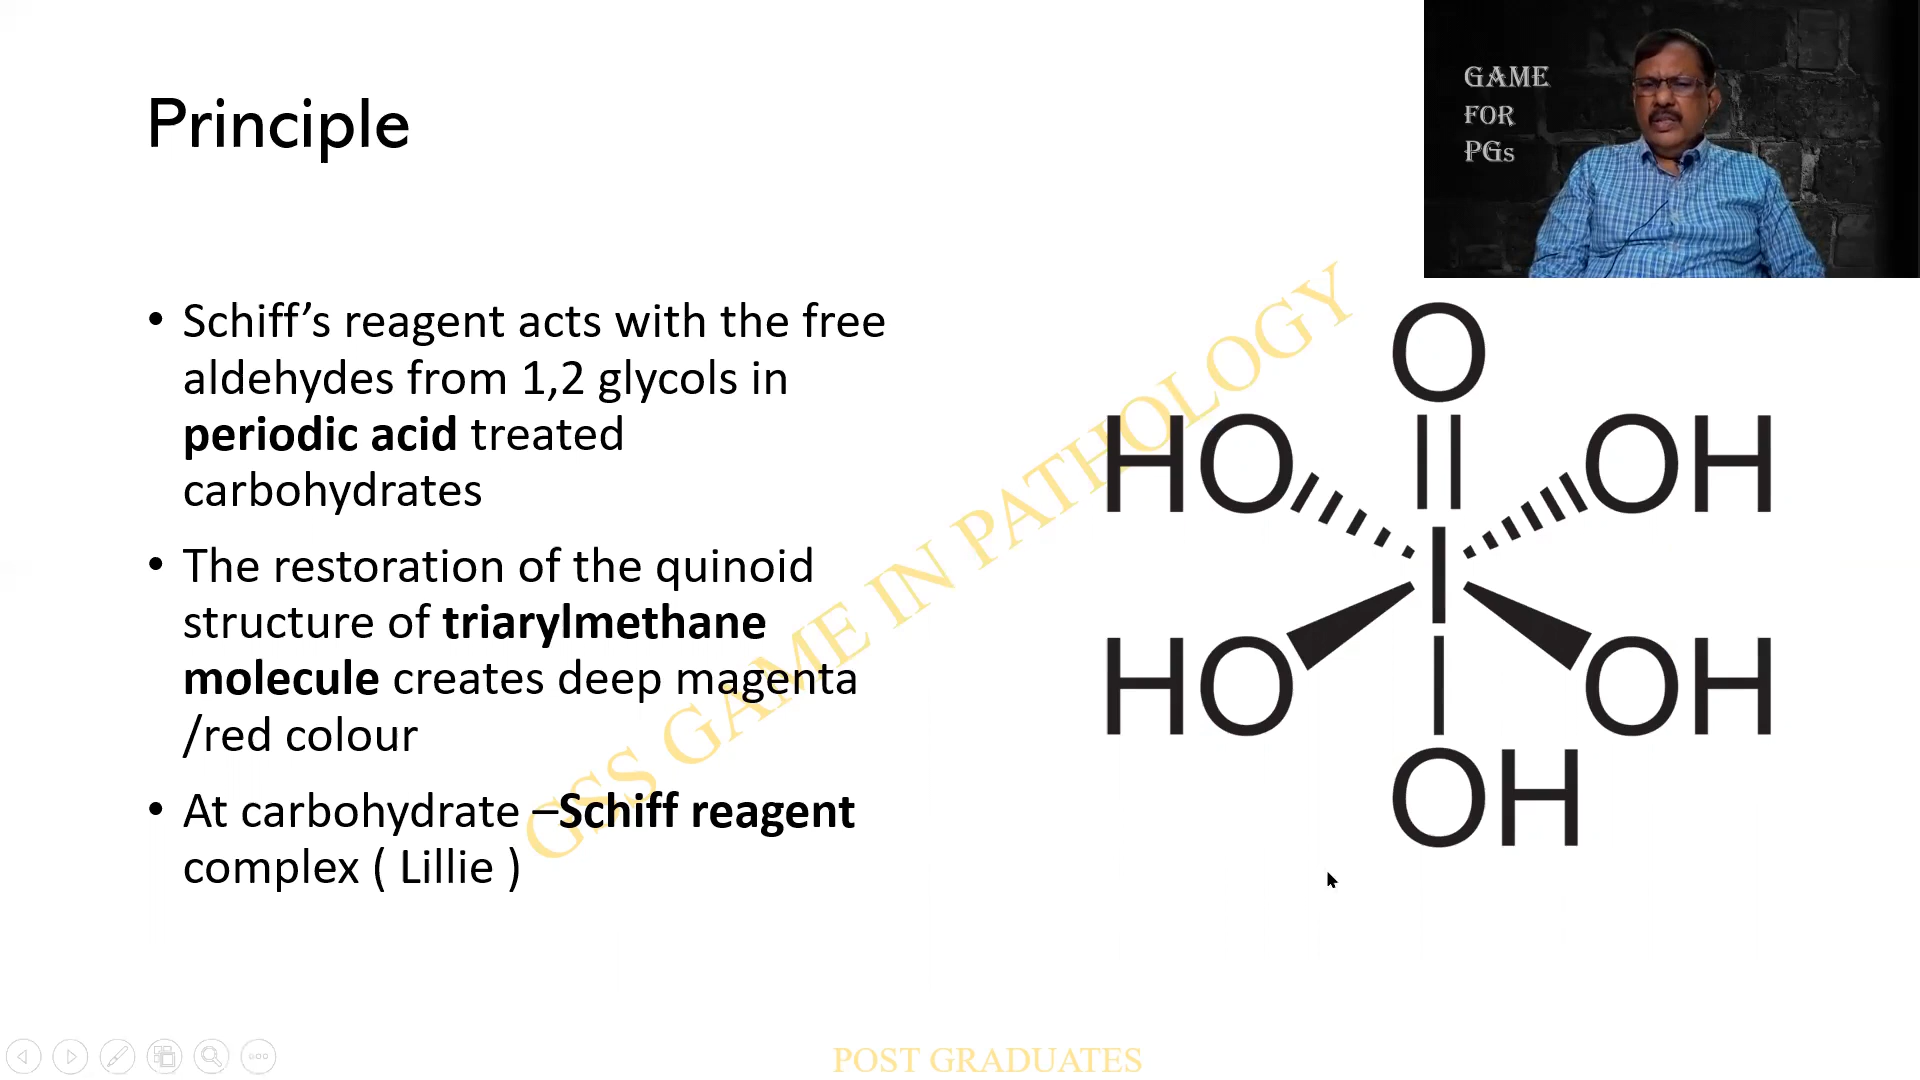 GAME
FOR
PGs
Principle
• Schiff’s reagent acts with the free
aldehydes from 1,2 glycols in
periodic acid treated
carbohydrates
• The restoration of the quinoid
structure of triarylmethane
molecule creates deep magenta
/red colour
• At carbohydrate –Schiff reagent
complex ( Lillie )
O
HO OH
I
HO OH
OH
GSS GAME IN PATHOLOGY
POST GRADUATES